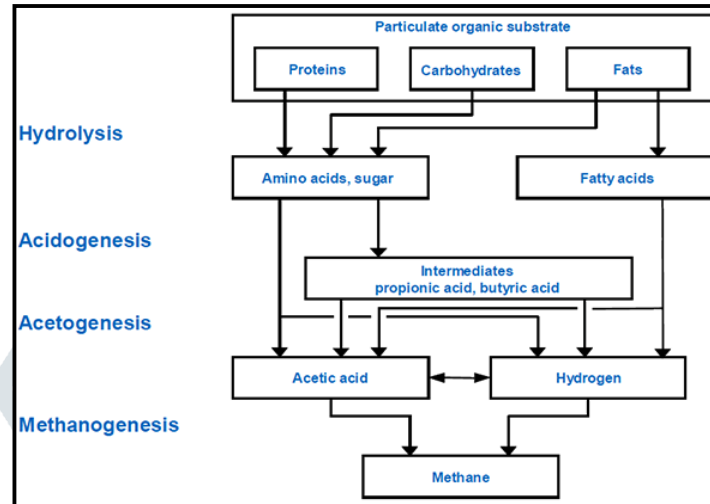 Particulate organic substrate
Proteins
Carbohydrates
Fats
Hydrolysis
Amino acids, sugar
Fatty acids
Acidogenesis
Intermediates
propionic acid, butyric acid
Acetogenesis
Acetic acid
Hydrogen
Methanogenesis
Methane